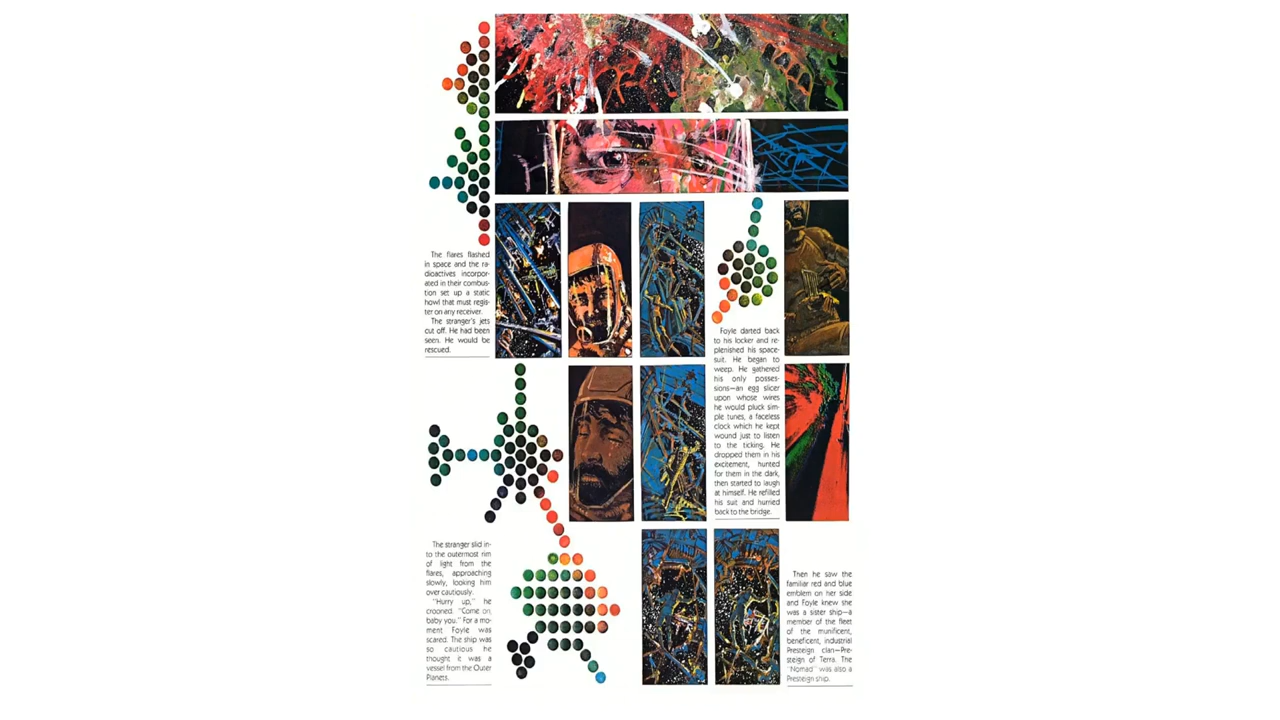 The flares flashed
in space and the ra-
dioactives incorpor-
ated in their combus-
tion set up a static
howl that must regis-
ter on any receiver.
The stranger's jets
cut off. He had been
seen. He would be
rescued.
The stranger slid in-
to the outermost rim
of light from the
flares, approaching
slowly, looking him
over cautiously.
"Hurry up," he
crooned. "Come on,
baby you." For a mo-
ment Foyle was
scared. The ship was
so cautious he
thought it was a
vessel from the Outer
Planets.
Foyle darted back
to his locker and re-
plenished his space-
suit. He began to
weep. He gathered
his only posses-
sions—an egg slicer
upon whose wires
he would pluck sim-
ple tunes, a faceless
clock which he kept
wound just to listen
to the ticking. He
dropped them in his
excitement, hunted
for them in the dark,
then started to laugh
at himself. He refilled
his suit and hurried
back to the bridge.
Then he saw the
familiar red and blue
emblem on her side
and Foyle knew she
was a sister ship—a
member of the fleet
of the munificent,
beneficent, industrial
Presteign clan—Pre-
steign of Terra. The
"Nomad" was also a
Presteign ship.